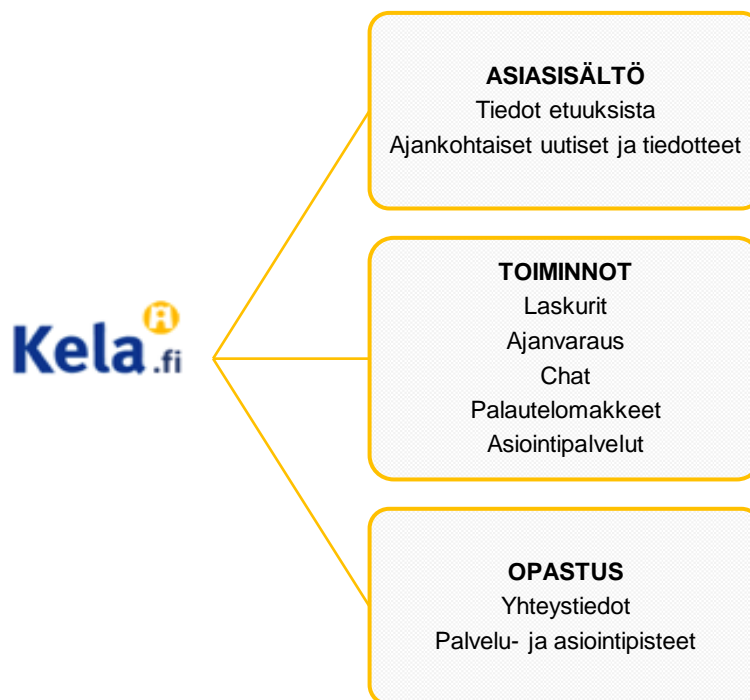 Kela.fi
ASIASISÄLTÖ
Tiedot etuuksista
Ajankohtaiset uutiset ja tiedotteet
TOIMINNOT
Laskurit
Ajanvaraus
Chat
Palautelomakkeet
Asiointipalvelut
OPASTUS
Yhteystiedot
Palvelu- ja asiointipisteet